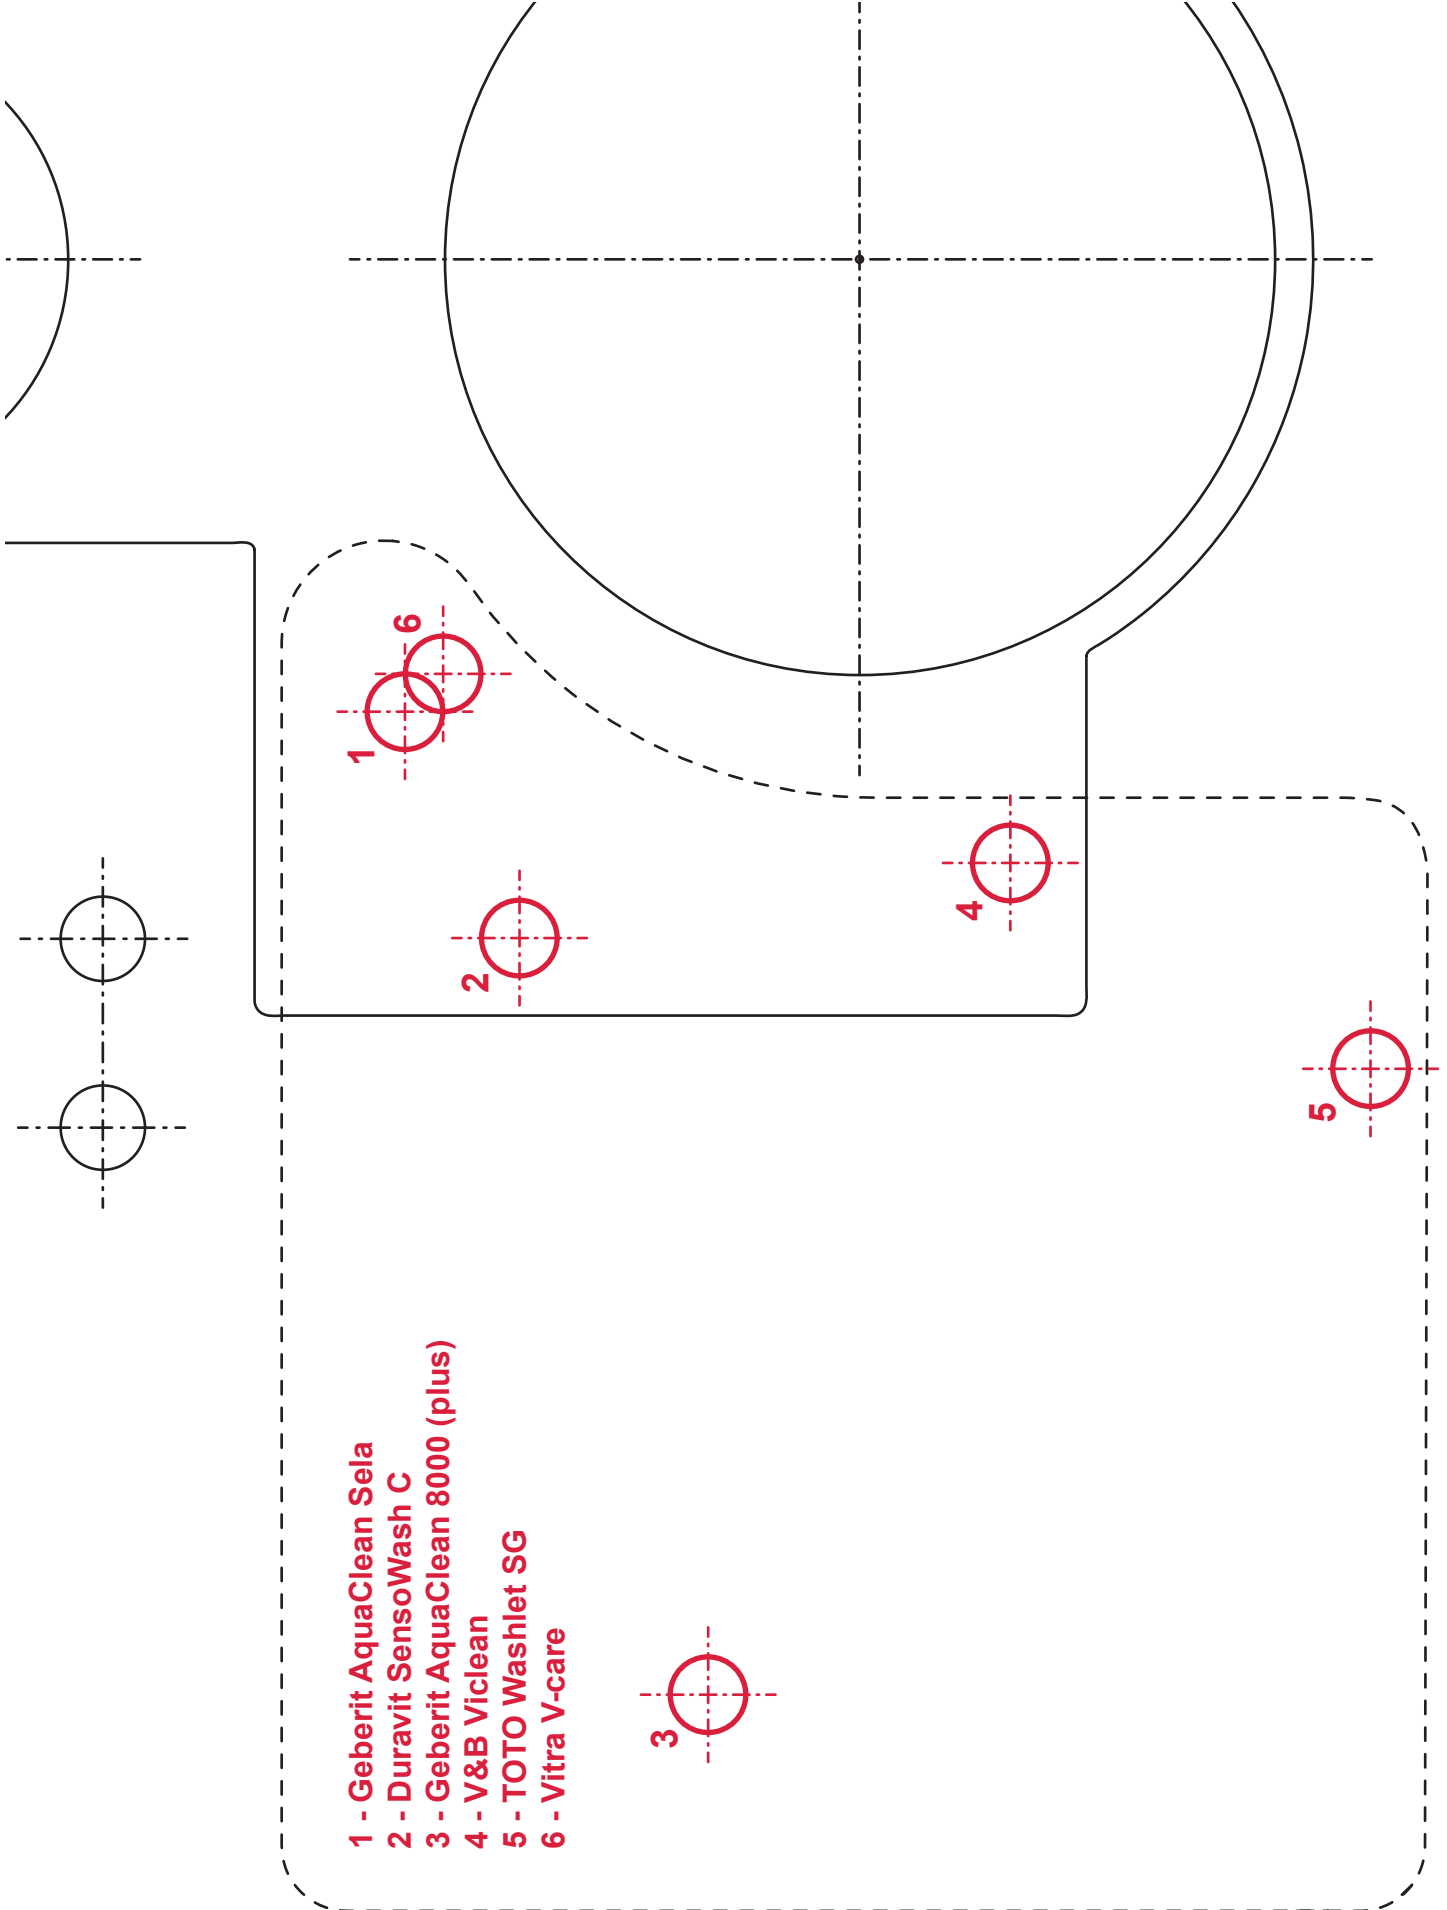 1 - Geberit AquaClean Sela
2 - Duravit SensoWash C
3 - Geberit AquaClean 8000 (plus)
4 - V&B Viclean
5 - TOTO Washlet SG
6 - Vitra V-care
1
6
2
4
5
3